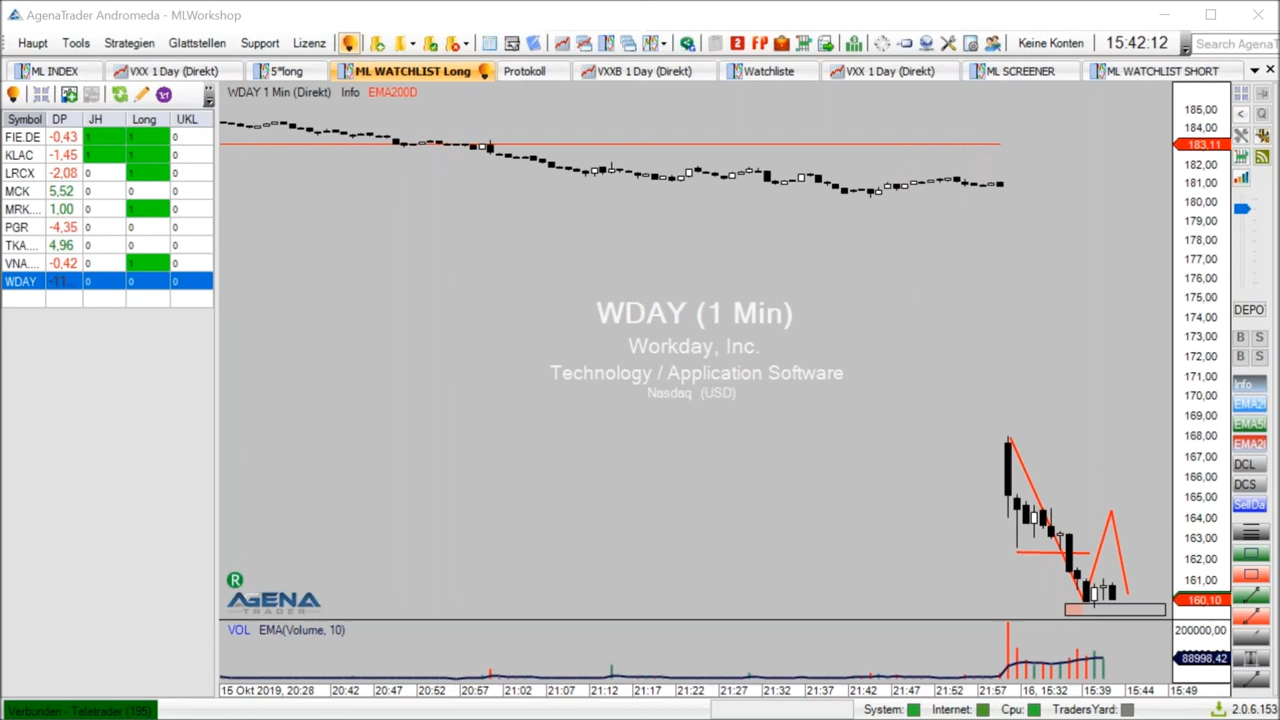 AgenaTrader Andromeda - MLWorkshop
Haupt Tools Strategien Glattstellen Support Lizenz Keine Konten 15:42:12 Search AgenaT
ML INDEX VXX 1 Day (Direkt) 5*long ML WATCHLIST Long Protokoll VXXB 1 Day (Direkt) Watchliste VXX 1 Day (Direkt) ML SCREENER ML WATCHLIST SHORT
WDAY 1 Min (Direkt) Info EMA200D
Symbol DP JH Long UKL
FIE.DE -0,43 1 1 0
KLAC -1,45 1 1 0
LRCX -2,08 0 1 0
MCK 5,52 0 0 0
MRK.... 1,00 0 1 0
PGR -4,35 0 0 0
TKA.... 4,96 0 0 0
VNA.... -0,42 0 1 0
WDAY -11... 0 0 0
WDAY (1 Min)
Workday, Inc.
Technology / Application Software
Nasdaq (USD)
R
AGENA
TRADER
185,00
184,00
183,11
182,00
181,00
180,00
179,00
178,00
177,00
176,00
175,00
174,00
173,00
172,00
171,00
170,00
169,00
168,00
167,00
166,00
165,00
164,00
163,00
162,00
161,00
160,10
DEPO
B S
B S
Info
EMA2
EMA5
EMA2
DCL
DCS
SellDa
VOL EMA(Volume, 10)
200000,00
88998,42
15 Okt 2019, 20:28 20:42 20:47 20:52 20:57 21:02 21:07 21:12 21:17 21:22 21:27 21:32 21:37 21:42 21:47 21:52 21:57 16, 15:32 15:39 15:44 15:49
Verbunden - Teletrader (195) System: Internet: Cpu: TradersYard: 2.0.6.153